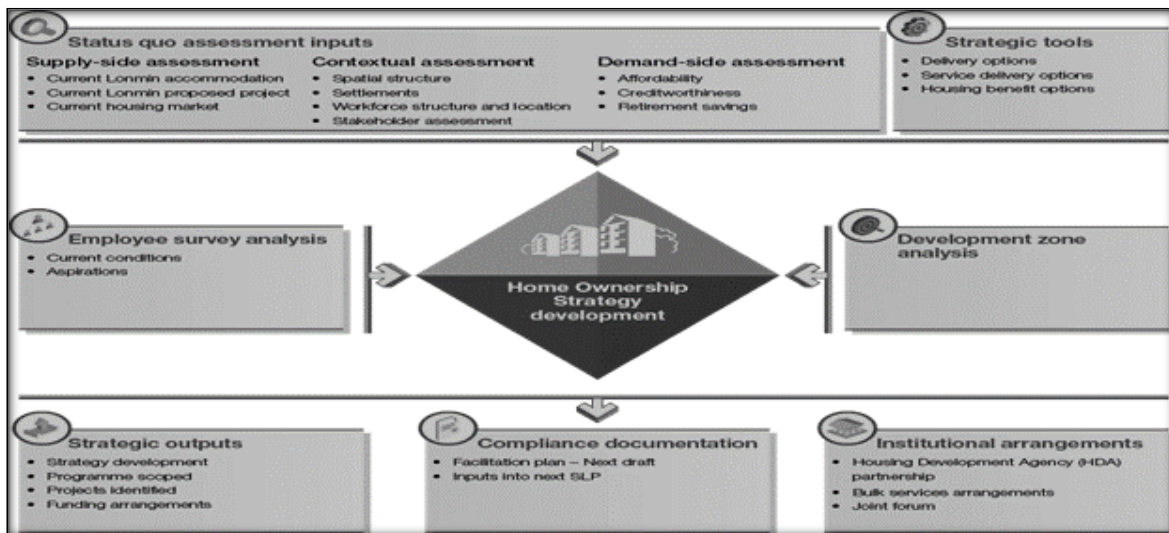 Status quo assessment inputs
Supply-side assessment
• Current Lonmin accommodation
• Current Lonmin proposed project
• Current housing market
Contextual assessment
• Spatial structure
• Settlements
• Workforce structure and location
• Stakeholder assessment
Demand-side assessment
• Affordability
• Creditworthiness
• Retirement savings
Strategic tools
• Delivery options
• Service delivery options
• Housing benefit options
Employee survey analysis
• Current conditions
• Aspirations
Home Ownership
Strategy
development
Development zone
analysis
Strategic outputs
• Strategy development
• Programme scoped
• Projects identified
• Funding arrangements
Compliance documentation
• Facilitation plan – Next draft
• Inputs into next SLP
Institutional arrangements
• Housing Development Agency (HDA)
partnership
• Bulk services arrangements
• Joint forum